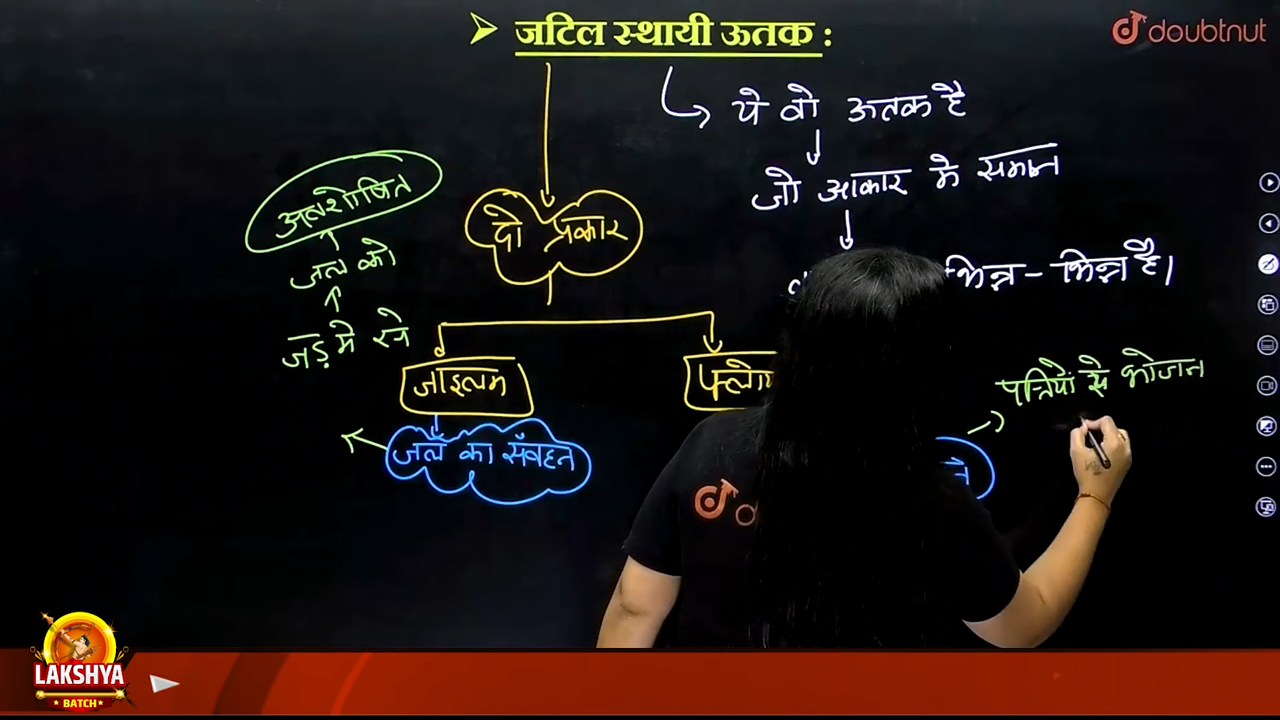 जटिल स्थायी ऊतक :
doubtnut
ये वो ऊतक है
जो आकार मे समान
भिन्न - भिन्न है।
दो प्रकार
अवशोषित
जल को
जड़ मे रूने
जाइलम
जल का संवहन
पत्तियों से भोजन
LAKSHYA
BATCH